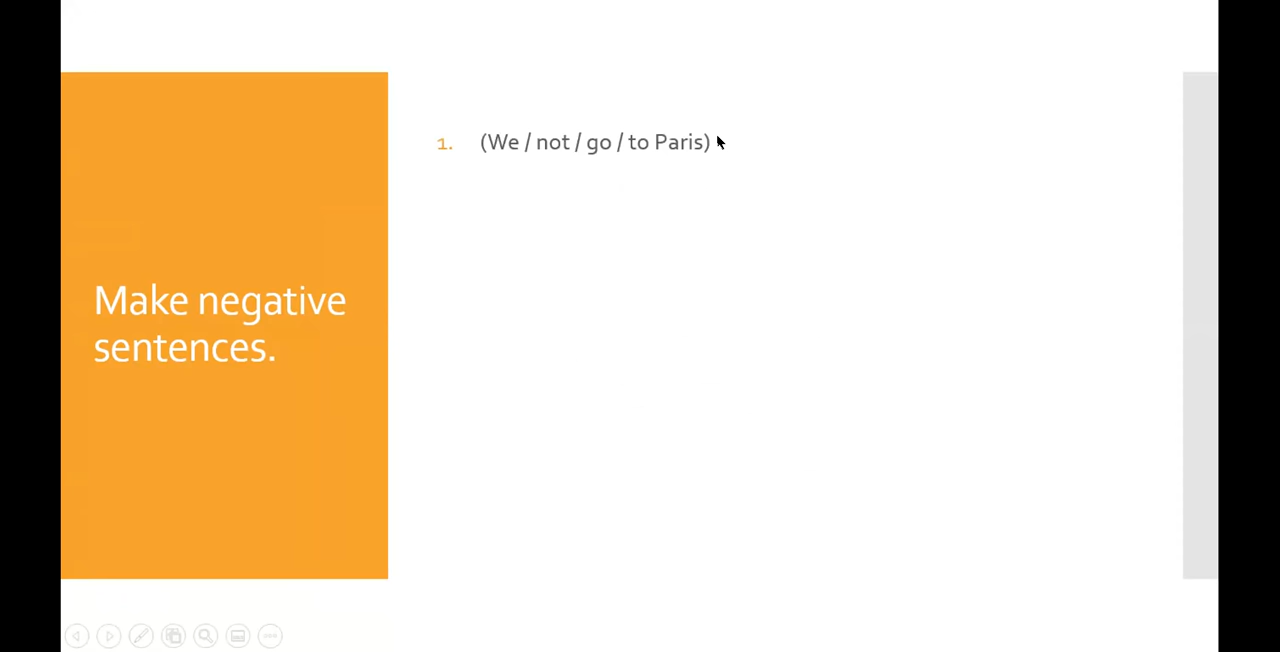 Make negative
sentences.
1. (We / not / go / to Paris)